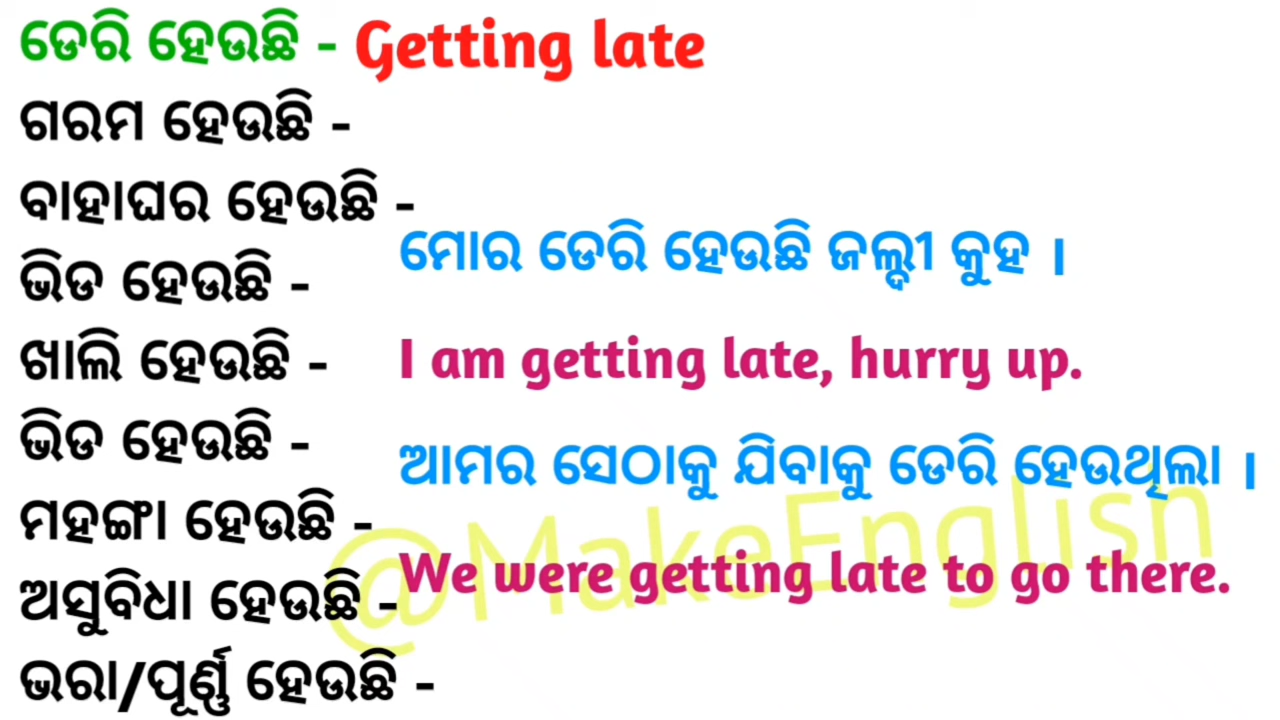 ଡେରି ହେଉଛି - Getting late
ଗରମ ହେଉଛି -
ବାହାଘର ହେଉଛି -
ଭିଡ ହେଉଛି -
ଖାଲି ହେଉଛି -
ଭିଡ ହେଉଛି -
ମହଙ୍ଗା ହେଉଛି -
ଅସୁବିଧା ହେଉଛି -
ଭରା/ପୂର୍ଣ୍ଣ ହେଉଛି -
ମୋର ଡେରି ହେଉଛି ଜଲ୍ଦୀ କୁହ ।
I am getting late, hurry up.
ଆମର ସେଠାକୁ ଯିବାକୁ ଡେରି ହେଉଥିଲା ।
We were getting late to go there.
@MakeEnglish